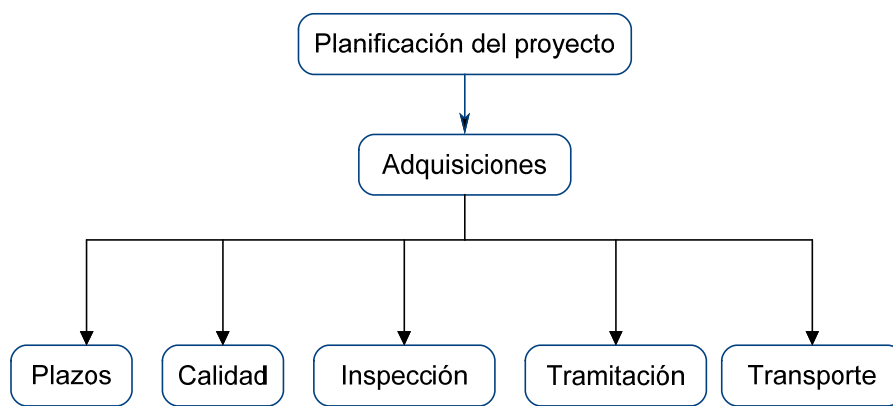 Planificación del proyecto
Adquisiciones
Plazos
Calidad
Inspección
Tramitación
Transporte